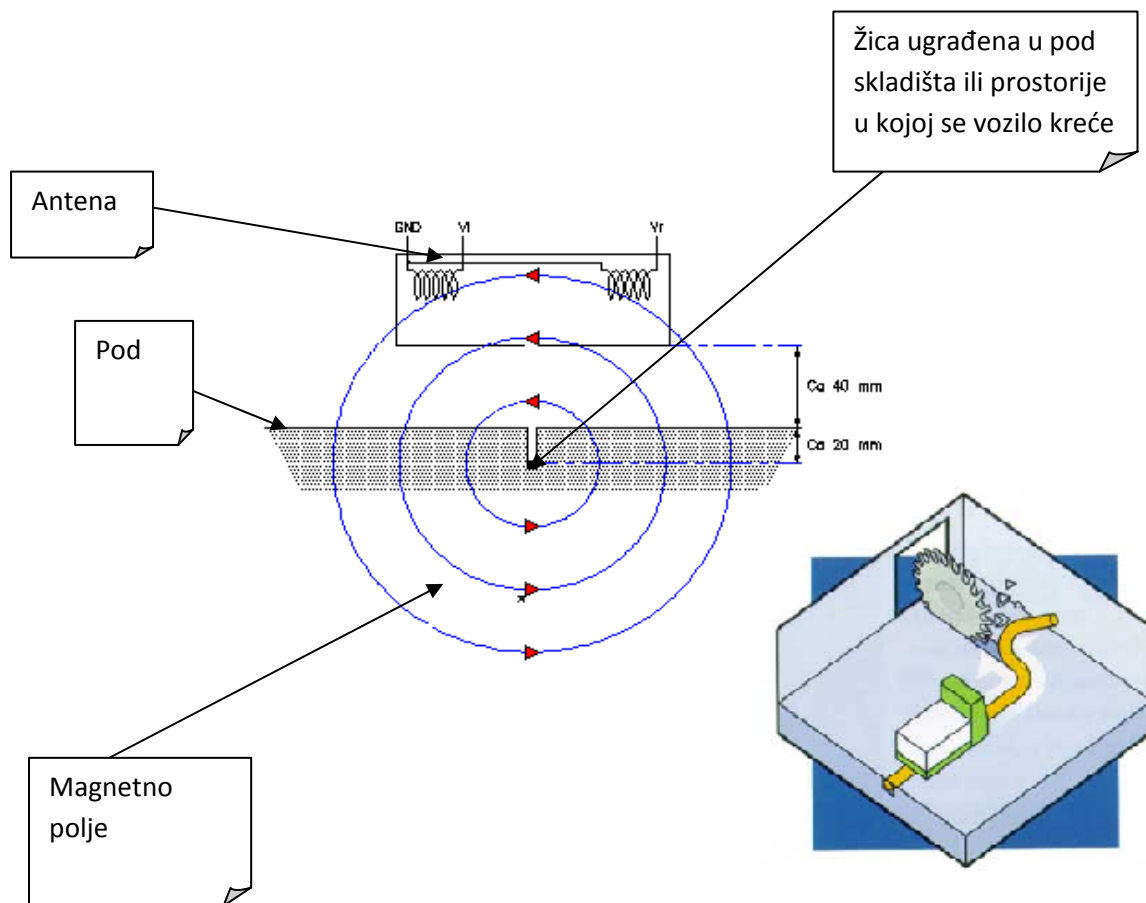 Žica ugrađena u pod
skladišta ili prostorije
u kojoj se vozilo kreće
Antena
GND Vl Vr
Pod
Ca 40 mm
Ca 20 mm
Magnetno
polje